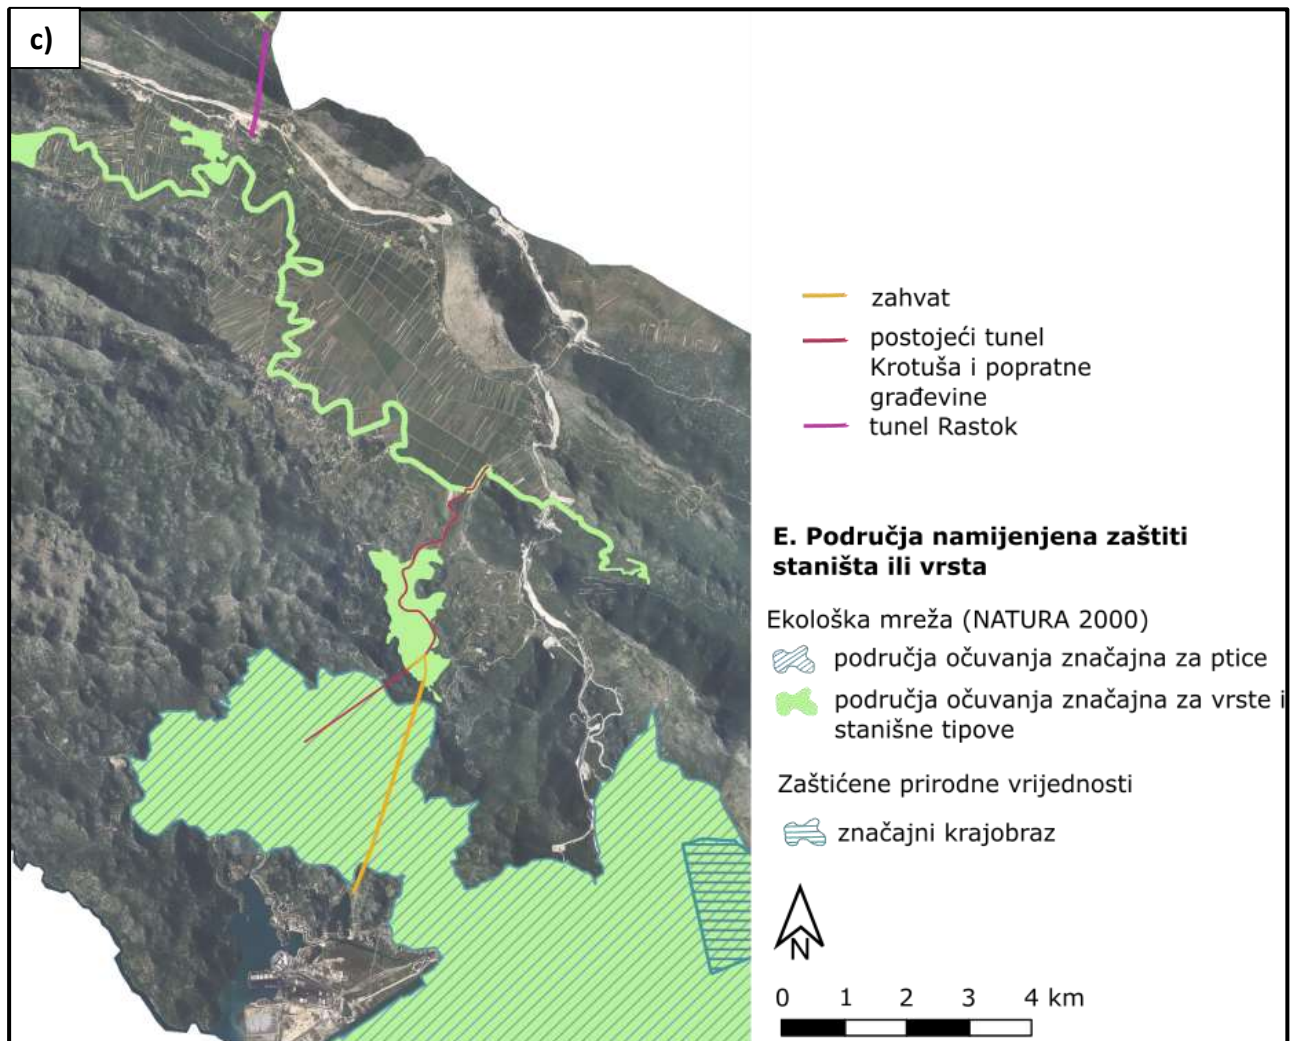 c)
zahvat
postojeći tunel
Krotuša i popratne
građevine
tunel Rastok
E. Područja namijenjena zaštiti
staništa ili vrsta
Ekološka mreža (NATURA 2000)
područja očuvanja značajna za ptice
područja očuvanja značajna za vrste i
stanišne tipove
Zaštićene prirodne vrijednosti
značajni krajobraz
N
0 1 2 3 4 km